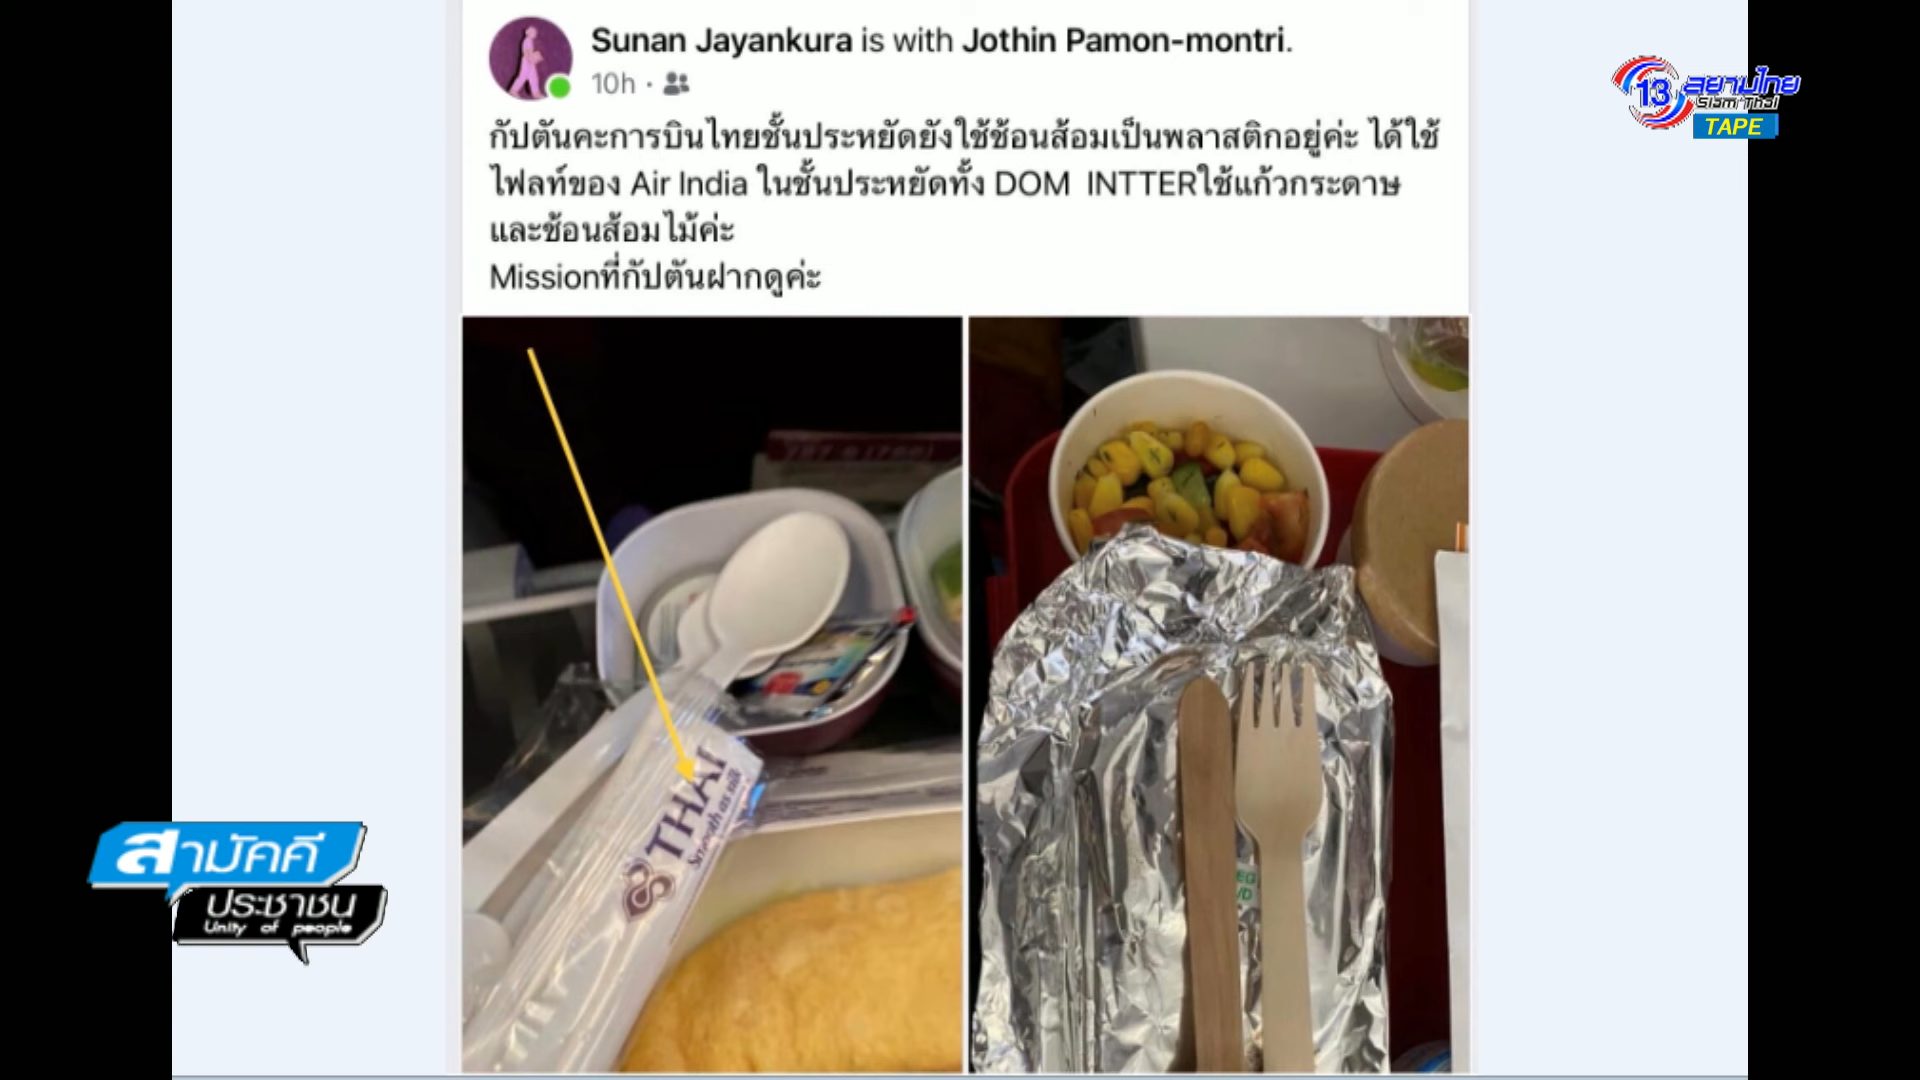 Sunan Jayankura is with Jothin Pamon-montri.
10h
กัปตันคะการบินไทยชั้นประหยัดยังใช้ช้อนส้อมเป็นพลาสติกอยู่ค่ะ ได้ใช้
ไฟลท์ของ Air India ในชั้นประหยัดทั้ง DOM INTTERใช้แก้วกระดาษ
และช้อนส้อมไม้ค่ะ
Missionที่กัปตันฝากดูค่ะ
13 สยามไทย
Siam Thai
TAPE
THAI
Smooth as silk
สามัคคี
ประชาชน
Unity of people